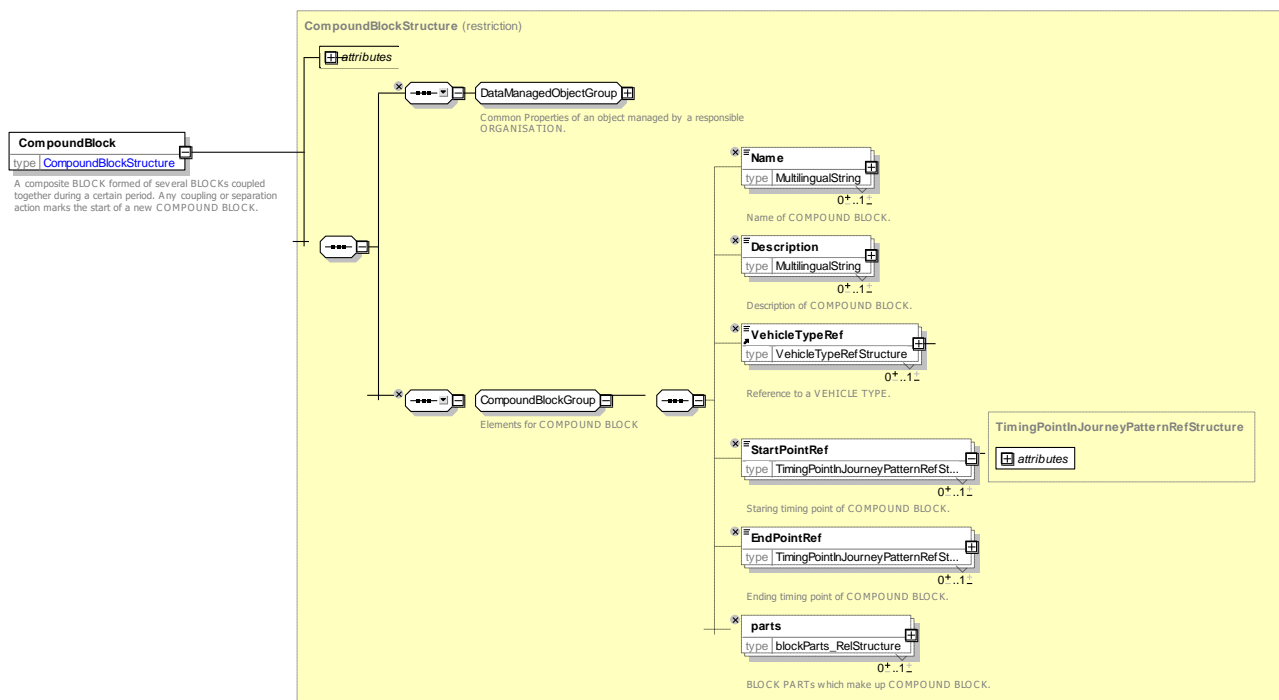 CompoundBlockStructure (restriction)
attributes
DataManagedObjectGroup
Common Properties of an object managed by a responsible
ORGANISATION.
CompoundBlock
type CompoundBlockStructure
A composite BLOCK formed of several BLOCKs coupled
together during a certain period. Any coupling or separation
action marks the start of a new COMPOUND BLOCK.
Name
type MultilingualString
0..1
Name of COMPOUND BLOCK.
Description
type MultilingualString
0..1
Description of COMPOUND BLOCK.
VehicleTypeRef
type VehicleTypeRefStructure
0..1
Reference to a VEHICLE TYPE.
CompoundBlockGroup
Elements for COMPOUND BLOCK
StartPointRef
type TimingPointInJourneyPatternRefSt...
0..1
Staring timing point of COMPOUND BLOCK.
TimingPointInJourneyPatternRefStructure
attributes
EndPointRef
type TimingPointInJourneyPatternRefSt...
0..1
Ending timing point of COMPOUND BLOCK.
parts
type blockParts_RelStructure
0..1
BLOCK PARTs which make up COMPOUND BLOCK.